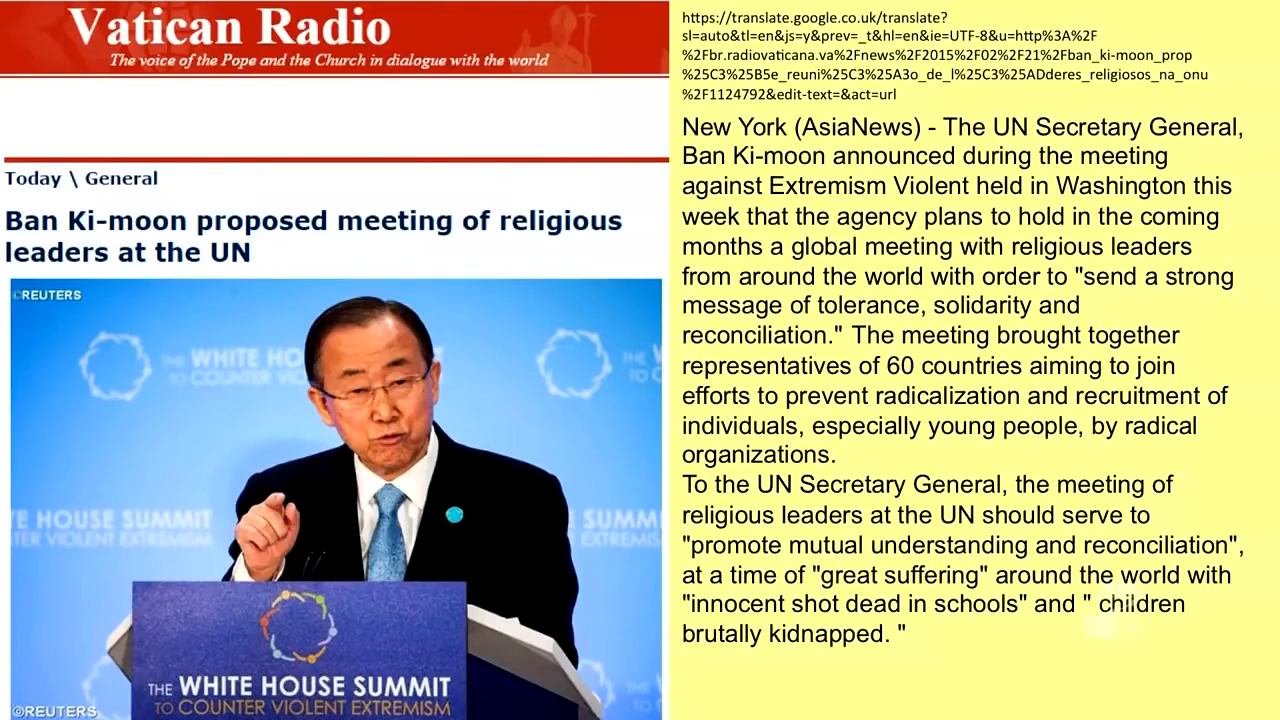 Vatican Radio
The voice of the Pope and the Church in dialogue with the world
Today \ General
Ban Ki-moon proposed meeting of religious
leaders at the UN
©REUTERS
THE WHITE HO
TO COUNTER VIO
THE W
TO C
TE HOUSE SUMMIT
TER VIOLENT EXTREMISM
WHITE HOUSE SUMM
COUNTER VIOLENT EXTREMIS
THE WHITE HOUSE SUMMIT
TO COUNTER VIOLENT EXTREMISM
©REUTERS
https://translate.google.co.uk/translate?
sl=auto&tl=en&js=y&prev=_t&hl=en&ie=UTF-8&u=http%3A%2F
%2Fbr.radiovaticana.va%2Fnews%2F2015%2F02%2F21%2Fban_ki-moon_prop
%25C3%25B5e_reuni%25C3%25A3o_de_l%25C3%25ADderes_religiosos_na_onu
%2F1124792&edit-text=&act=url
New York (AsiaNews) - The UN Secretary General,
Ban Ki-moon announced during the meeting
against Extremism Violent held in Washington this
week that the agency plans to hold in the coming
months a global meeting with religious leaders
from around the world with order to "send a strong
message of tolerance, solidarity and
reconciliation." The meeting brought together
representatives of 60 countries aiming to join
efforts to prevent radicalization and recruitment of
individuals, especially young people, by radical
organizations.
To the UN Secretary General, the meeting of
religious leaders at the UN should serve to
"promote mutual understanding and reconciliation",
at a time of "great suffering" around the world with
"innocent shot dead in schools" and " children
brutally kidnapped. "